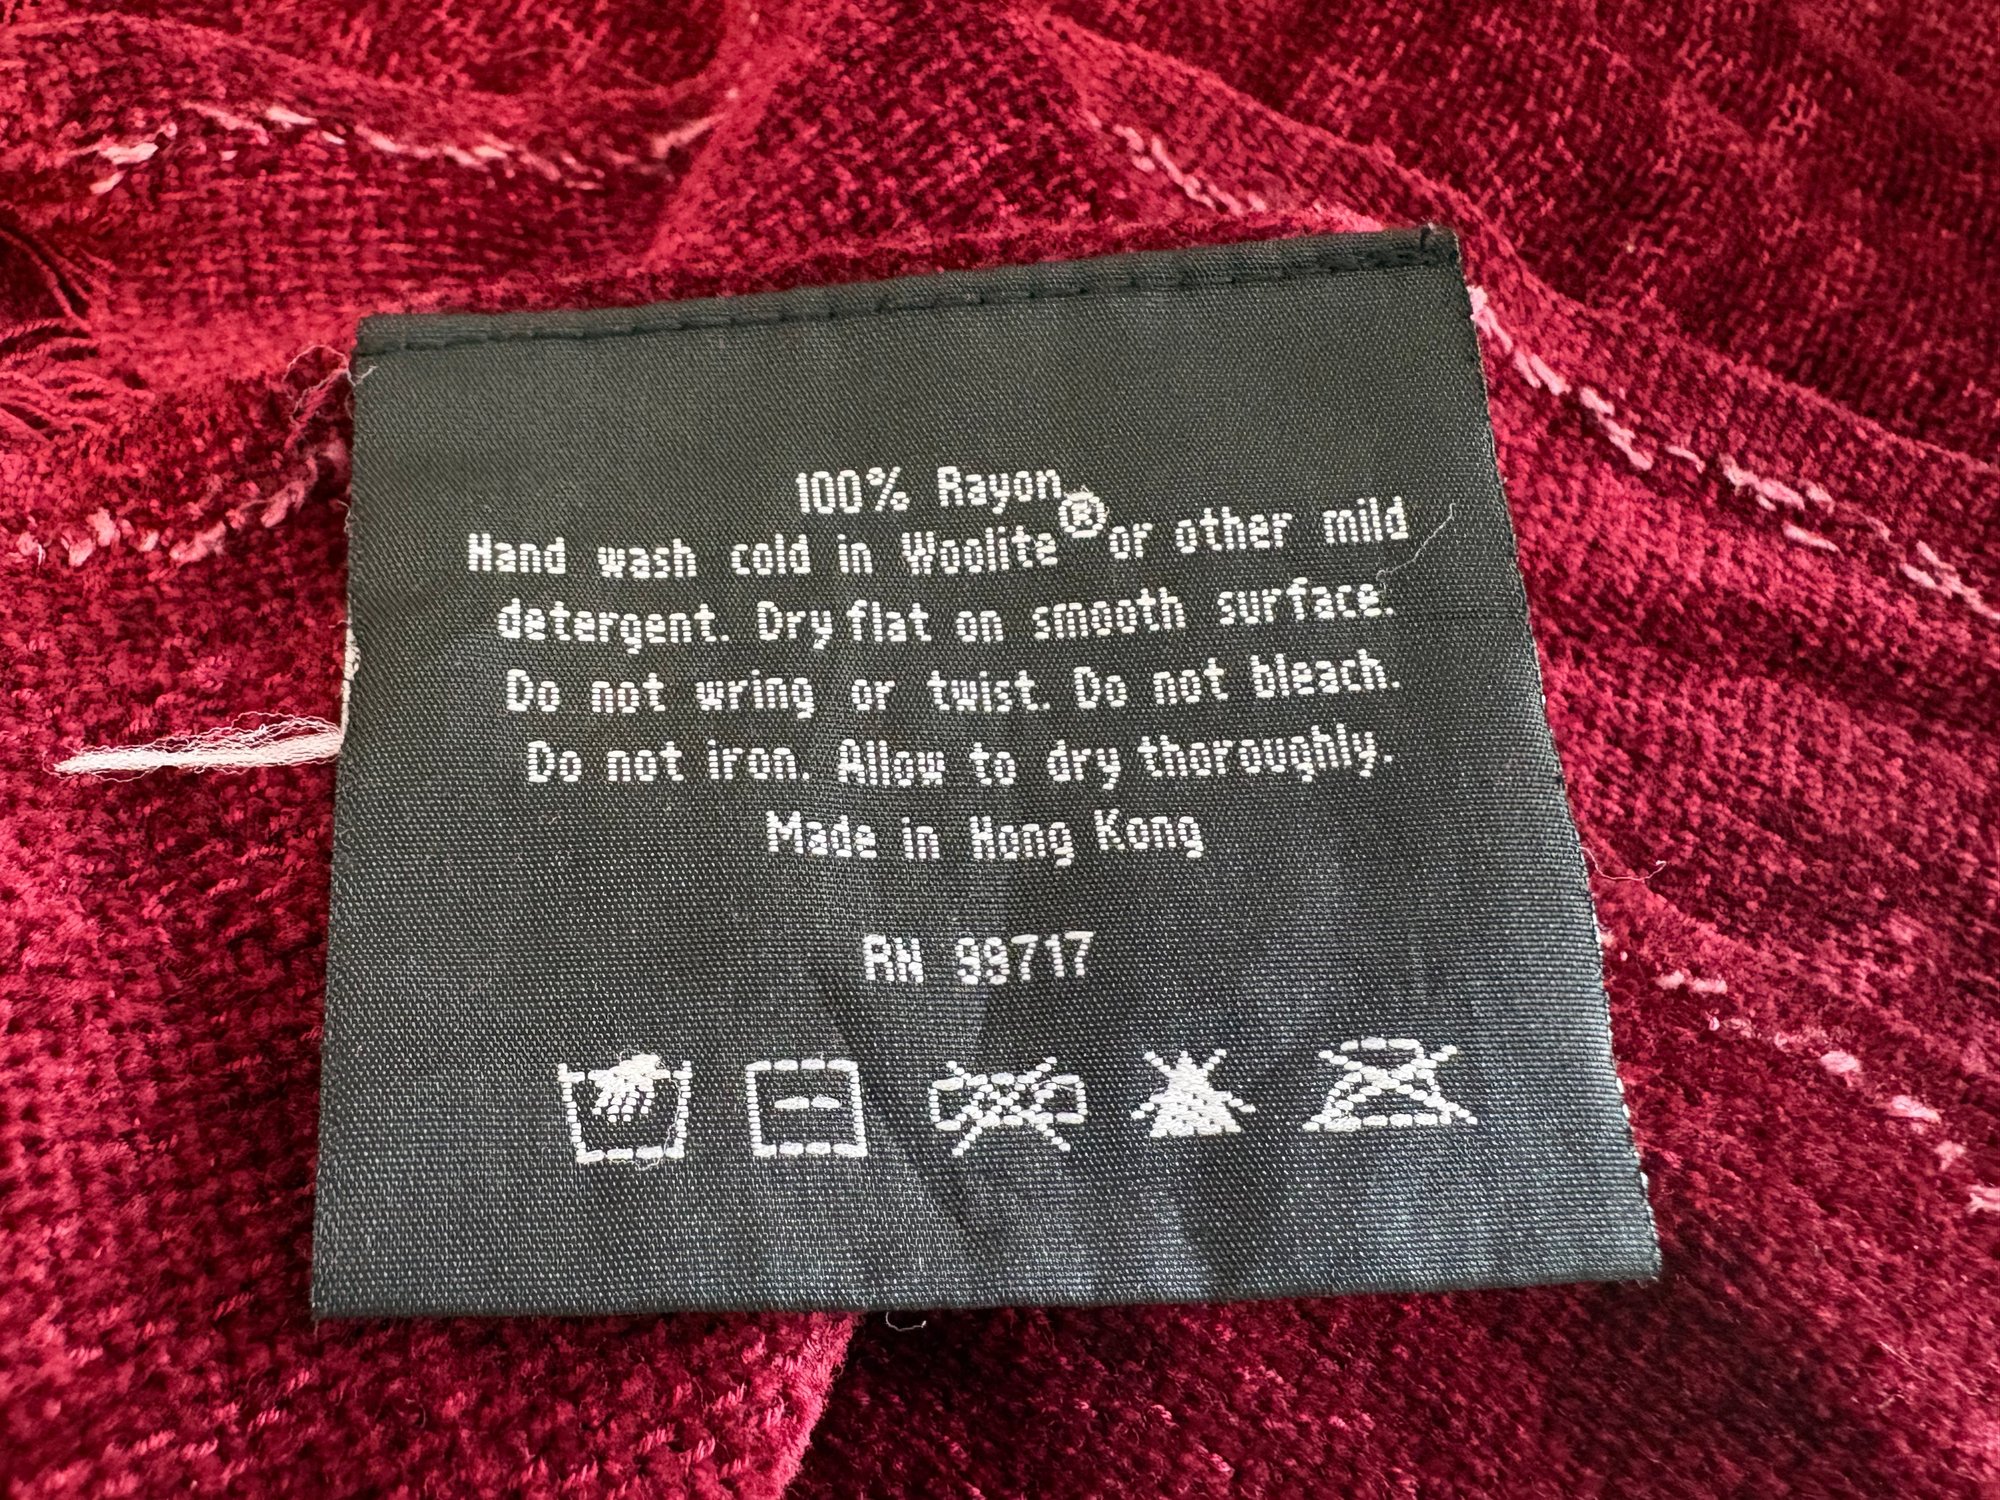 100% Rayon
Hand wash cold in Woolite® or other mild
detergent. Dry flat on smooth surface.
Do not wring or twist. Do not bleach.
Do not iron. Allow to dry thoroughly.
Made in Hong Kong
RN 99717